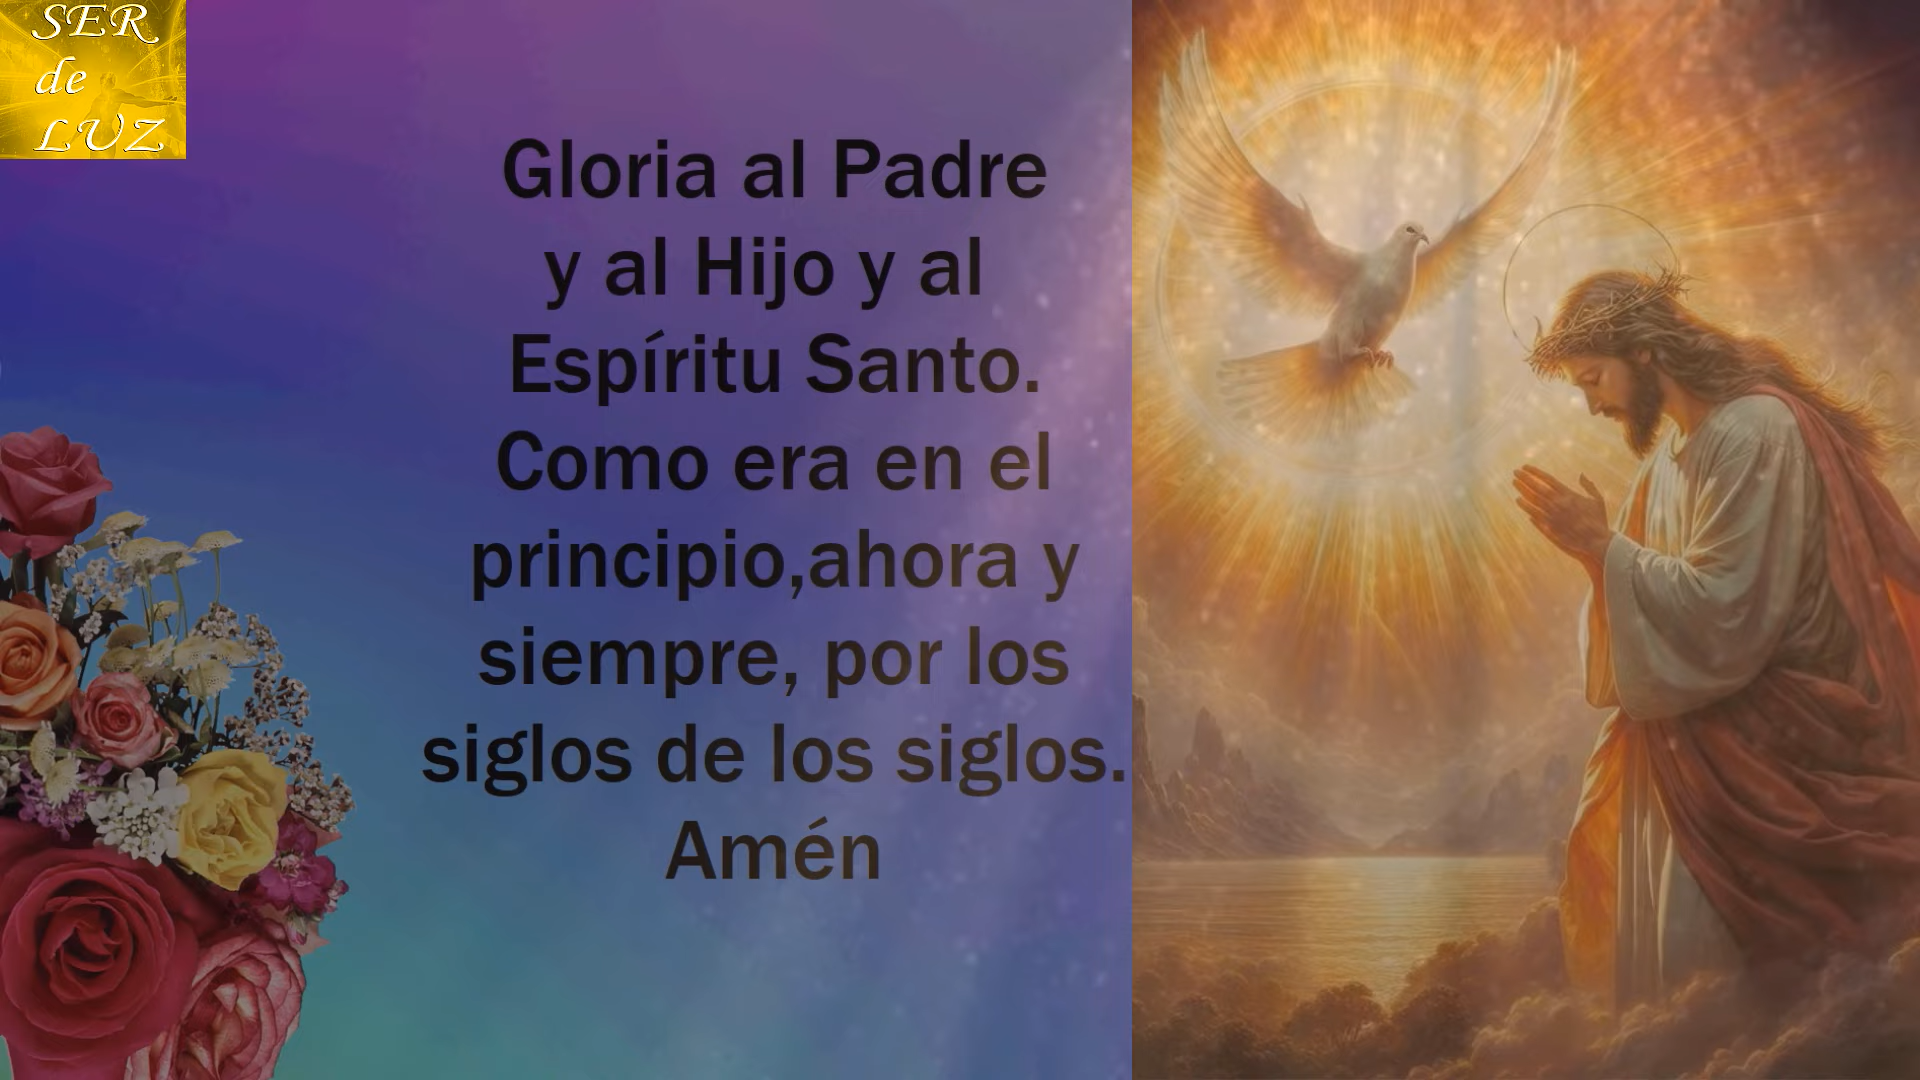 SER
de
LUZ
Gloria al Padre
y al Hijo y al
Espíritu Santo.
Como era en el
principio,ahora y
siempre, por los
siglos de los siglos.
Amén